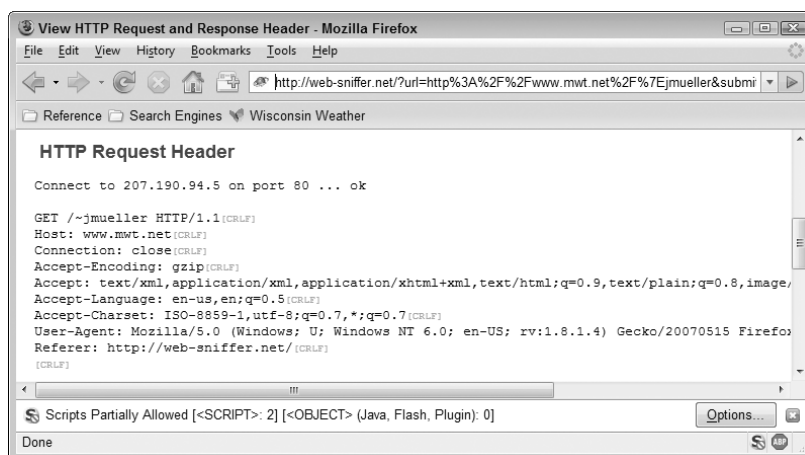 View HTTP Request and Response Header - Mozilla Firefox
File Edit View History Bookmarks Tools Help
http://web-sniffer.net/?url=http%3A%2F%2Fwww.mwt.net%2F%7Ejmueller&submi
Reference Search Engines Wisconsin Weather
HTTP Request Header
Connect to 207.190.94.5 on port 80 ... ok
GET /~jmueller HTTP/1.1[CRLF]
Host: www.mwt.net[CRLF]
Connection: close[CRLF]
Accept-Encoding: gzip[CRLF]
Accept: text/xml,application/xml,application/xhtml+xml,text/html;q=0.9,text/plain;q=0.8,image/
Accept-Language: en-us,en;q=0.5[CRLF]
Accept-Charset: ISO-8859-1,utf-8;q=0.7,*;q=0.7[CRLF]
User-Agent: Mozilla/5.0 (Windows; U; Windows NT 6.0; en-US; rv:1.8.1.4) Gecko/20070515 Firefox
Referer: http://web-sniffer.net/[CRLF]
[CRLF]
Scripts Partially Allowed [<SCRIPT>: 2] [<OBJECT> (Java, Flash, Plugin): 0] Options...
Done ABP